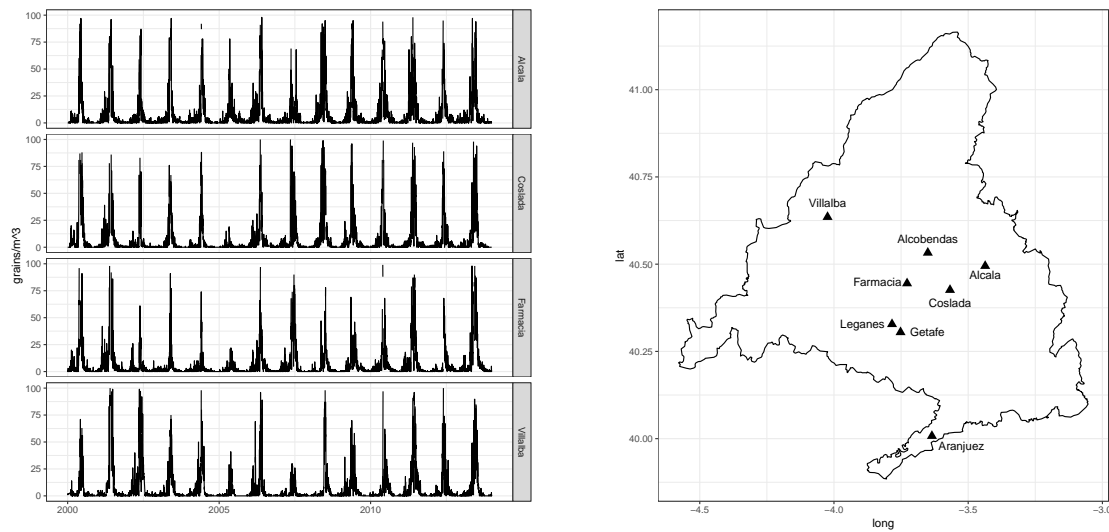 grains/m^3
100
75
50
25
0
Alcala
100
75
50
25
0
Coslada
100
75
50
25
0
Farmacia
100
75
50
25
0
Villalba
2000
2005
2010
lat
41.00
40.75
40.50
40.25
40.00
Villalba
Alcobendas
Alcala
Farmacia
Coslada
Leganes
Getafe
Aranjuez
−4.5
−4.0
−3.5
−3.0
long